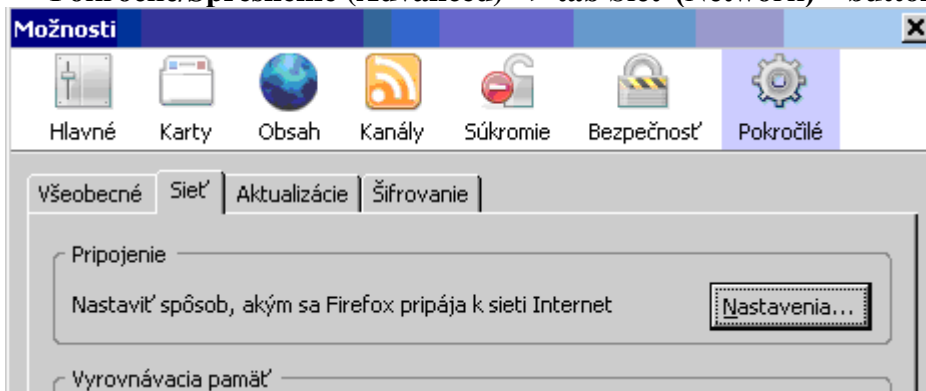 Pokročilé/Spresnenie (Advanced) -> tab Sieť (Network)
Možnosti
Hlavné Karty Obsah Kanály Súkromie Bezpečnosť Pokročilé
Všeobecné Sieť Aktualizácie Šifrovanie
Pripojenie
Nastaviť spôsob, akým sa Firefox pripája k sieti Internet Nastavenia...
Vyrovnávacia pamäť